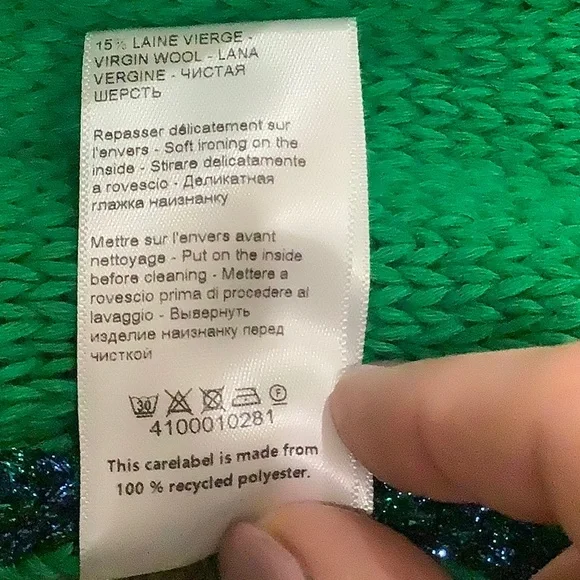 15% LAINE VIERGE -
VIRGIN WOOL - LANA
VERGINE - ЧИСТАЯ
ШЕРСТЬ
Repasser délicatement sur
l'envers - Soft ironing on the
inside - Stirare delicatamente
a rovescio - Деликатная
глажка наизнанку
Mettre sur l'envers avant
nettoyage - Put on the inside
before cleaning - Mettere a
rovescio prima di procedere al
lavaggio - Вывернуть
изделие наизнанку перед
чисткой
30 F
4100010281
This carelabel is made from
100 % recycled polyester.